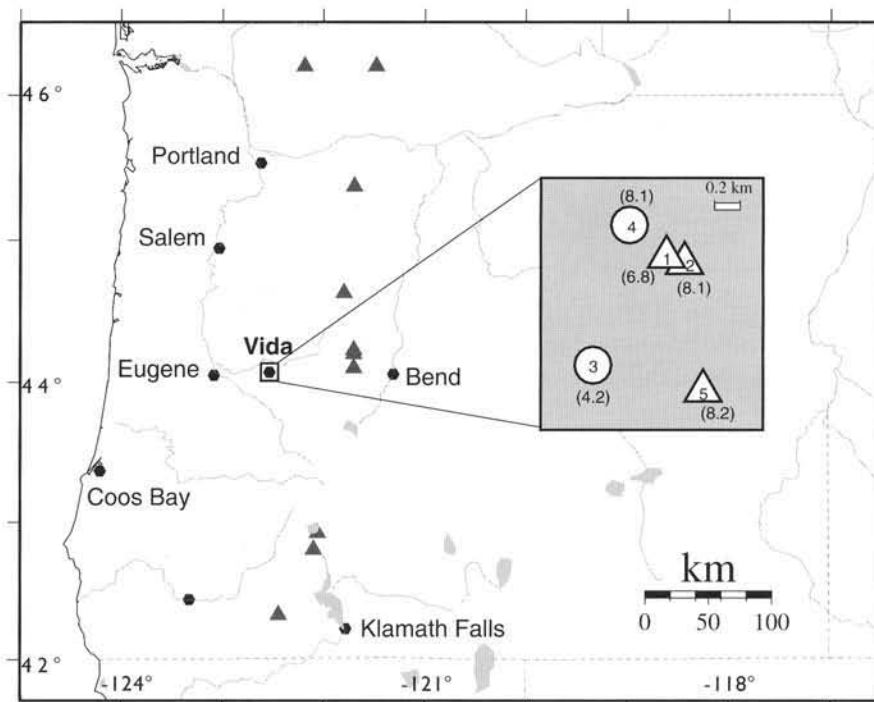 46°
Portland
Salem
Vida
Eugene
Bend
44°
Coos Bay
Klamath Falls
42°
-124
-121
-118
km
0 50 100
0.2 km
(8.1)
4
1
2
(6.8)
(8.1)
3
(4.2)
5
(8.2)